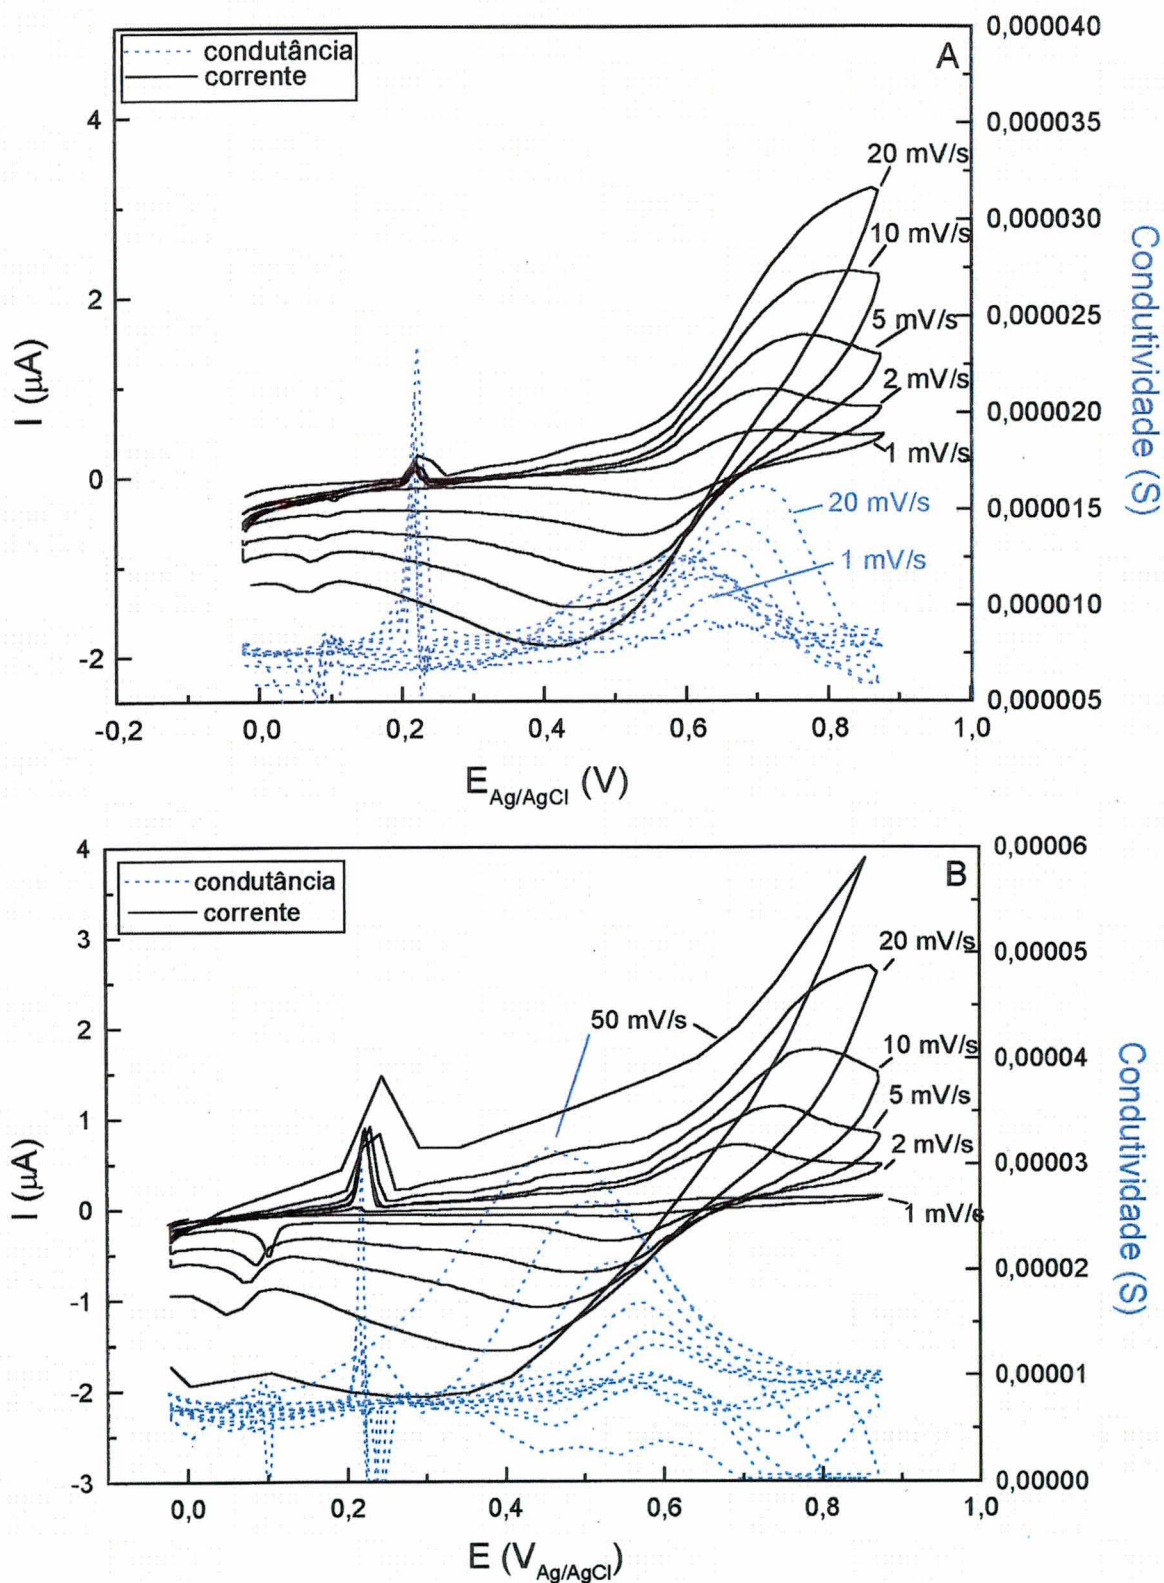 condutância
corrente
A
0,000040
0,000035
0,000030
0,000025
0,000020
0,000015
0,000010
0,000005
Condutividade (S)
4
2
0
-2
I (μA)
20 mV/s
10 mV/s
5 mV/s
2 mV/s
1 mV/s
20 mV/s
1 mV/s
-0,2
0,0
0,2
0,4
0,6
0,8
1,0
E Ag/AgCl (V)
condutância
corrente
B
4
3
2
1
0
-1
-2
-3
I (μA)
50 mV/s
20 mV/s
10 mV/s
5 mV/s
2 mV/s
1 mV/s
0,00006
0,00005
0,00004
0,00003
0,00002
0,00001
0,00000
Condutividade (S)
0,0
0,2
0,4
0,6
0,8
1,0
E (V Ag/AgCl)